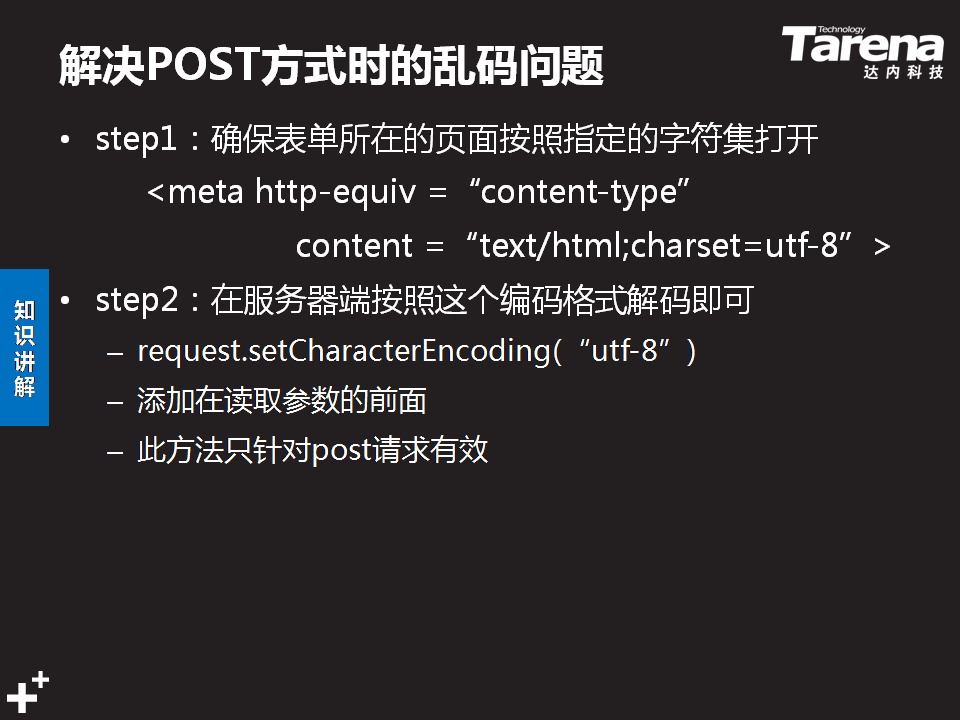 解决POST方式时的乱码问题
Technology
Tarena
达内科技
• step1：确保表单所在的页面按照指定的字符集打开
<meta http-equiv =“content-type”
content =“text/html;charset=utf-8”>
• step2：在服务器端按照这个编码格式解码即可
– request.setCharacterEncoding(“utf-8”)
– 添加在读取参数的前面
– 此方法只针对post请求有效
知识讲解